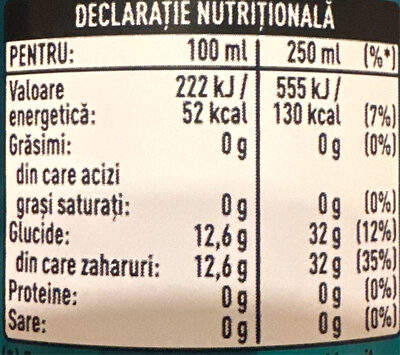 DECLARAȚIE NUTRIȚIONALĂ
PENTRU: 100 ml 250 ml (%*)
Valoare 222 kJ/ 555 kJ/
energetică: 52 kcal 130 kcal (7%)
Grăsimi: 0 g 0 g (0%)
din care acizi
grași saturați: 0 g 0 g (0%)
Glucide: 12,6 g 32 g (12%)
din care zaharuri: 12,6 g 32 g (35%)
Proteine: 0 g 0 g (0%)
Sare: 0 g 0 g (0%)